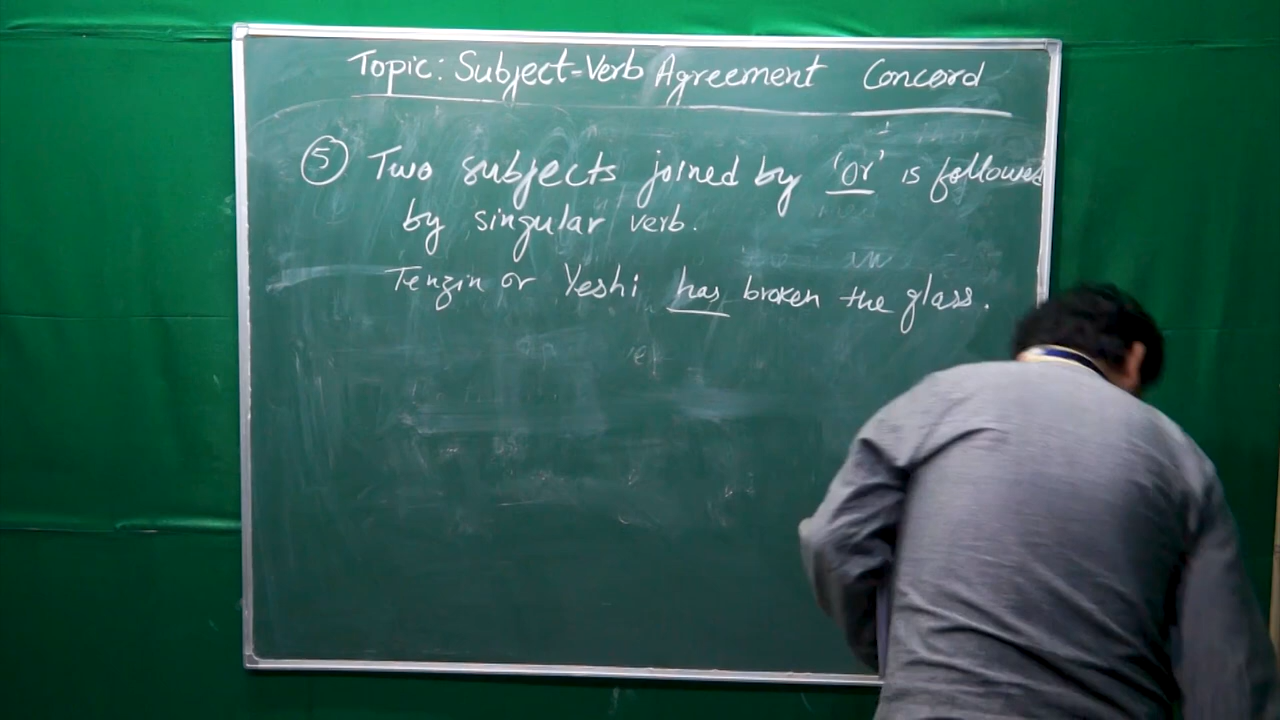 Topic: Subject-Verb Agreement Concord
5 Two subjects joined by 'or' is followed
by singular verb.
Tenzin or Yeshi has broken the glass.